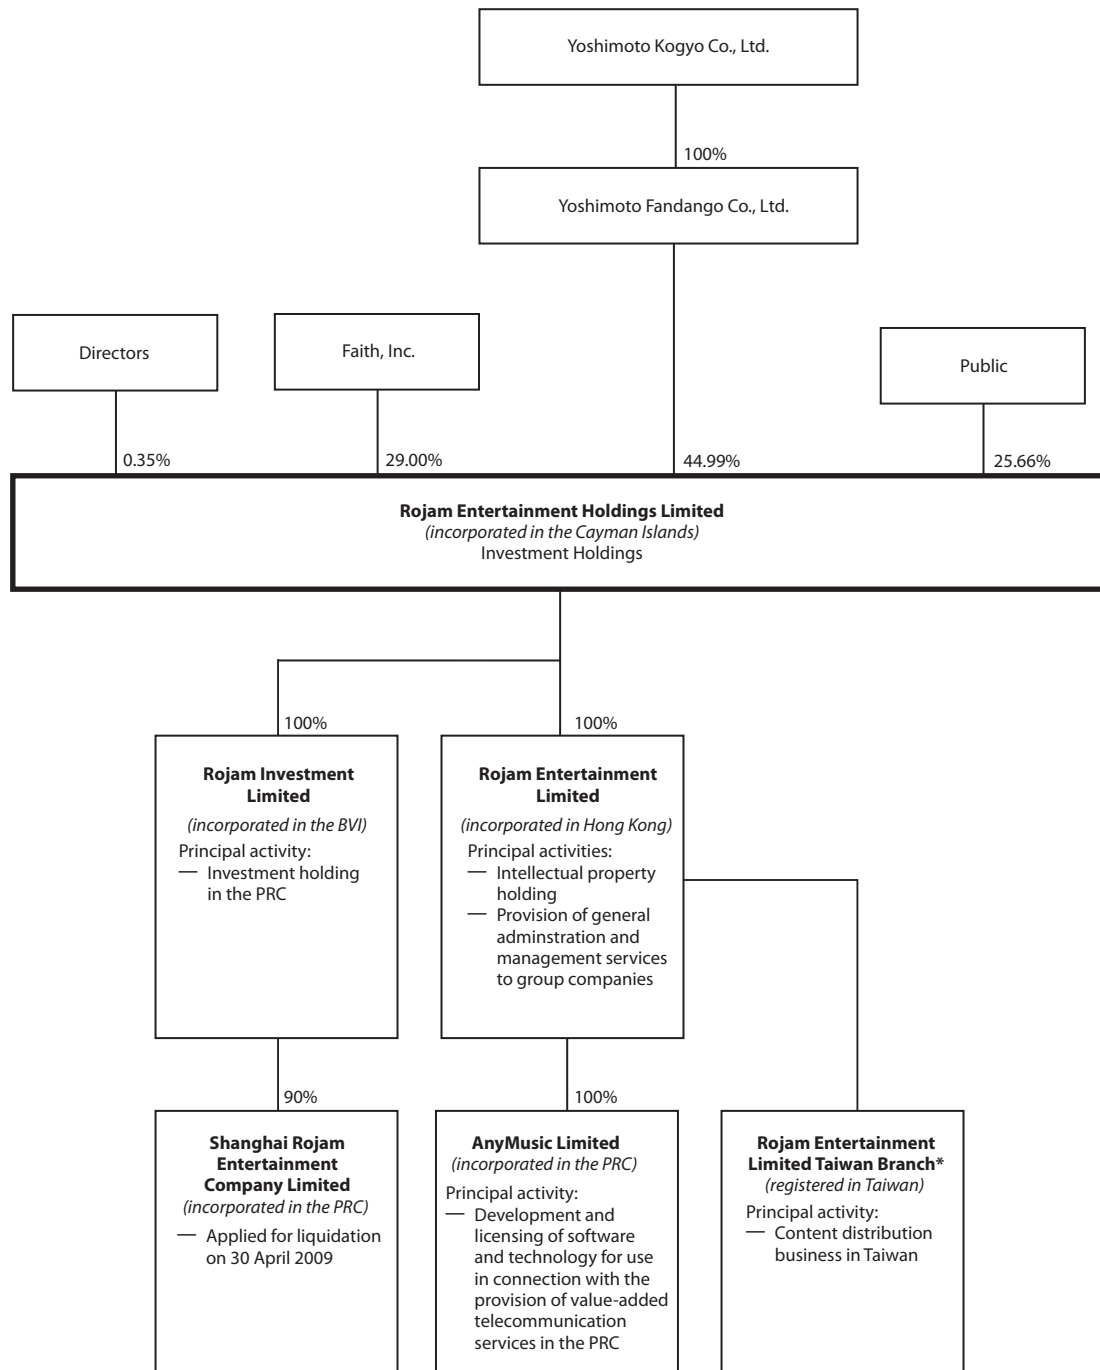 Yoshimoto Kogyo Co., Ltd.
100%
Yoshimoto Fandango Co., Ltd.
Directors
Faith, Inc.
Public
0.35%
29.00%
44.99%
25.66%
Rojam Entertainment Holdings Limited
(incorporated in the Cayman Islands)
Investment Holdings
100%
100%
Rojam Investment
Limited
(incorporated in the BVI)
Principal activity:
— Investment holding
in the PRC
Rojam Entertainment
Limited
(incorporated in Hong Kong)
Principal activities:
— Intellectual property
holding
— Provision of general
adminstration and
management services
to group companies
90%
100%
Shanghai Rojam
Entertainment
Company Limited
(incorporated in the PRC)
— Applied for liquidation
on 30 April 2009
AnyMusic Limited
(incorporated in the PRC)
Principal activity:
— Development and
licensing of software
and technology for use
in connection with the
provision of value-added
telecommunication
services in the PRC
Rojam Entertainment
Limited Taiwan Branch*
(registered in Taiwan)
Principal activity:
— Content distribution
business in Taiwan